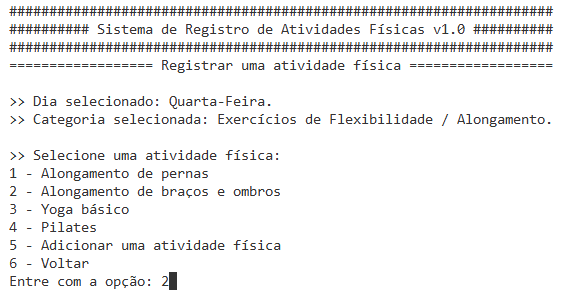 ####################################################################
########## Sistema de Registro de Atividades Físicas v1.0 ##########
####################################################################
================== Registrar uma atividade física ==================
>> Dia selecionado: Quarta-Feira.
>> Categoria selecionada: Exercícios de Flexibilidade / Alongamento.
>> Selecione uma atividade física:
1 - Alongamento de pernas
2 - Alongamento de braços e ombros
3 - Yoga básico
4 - Pilates
5 - Adicionar uma atividade física
6 - Voltar
Entre com a opção: 2